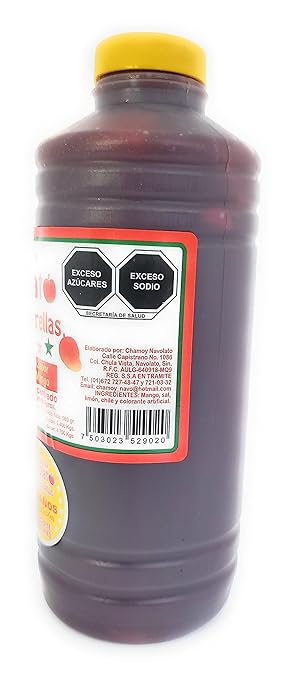 EXCESO
AZÚCARES
EXCESO
SODIO
SECRETARÍA DE SALUD
rellas
Elaborado por: Chamoy Navolato
Calle Capistrano No. 1086
Col. Chula Vista, Navolato, Sin.
R.F.C. AULG-640918-MQ9
REG. S.S.A EN TRAMITE
Tel. (01)672 727-48-47 y 721-03-32
Email: chamoy_navo@hotmail.com
INGREDIENTES: Mango, sal,
limón, chile y colorante artificial.
7 503023 529020